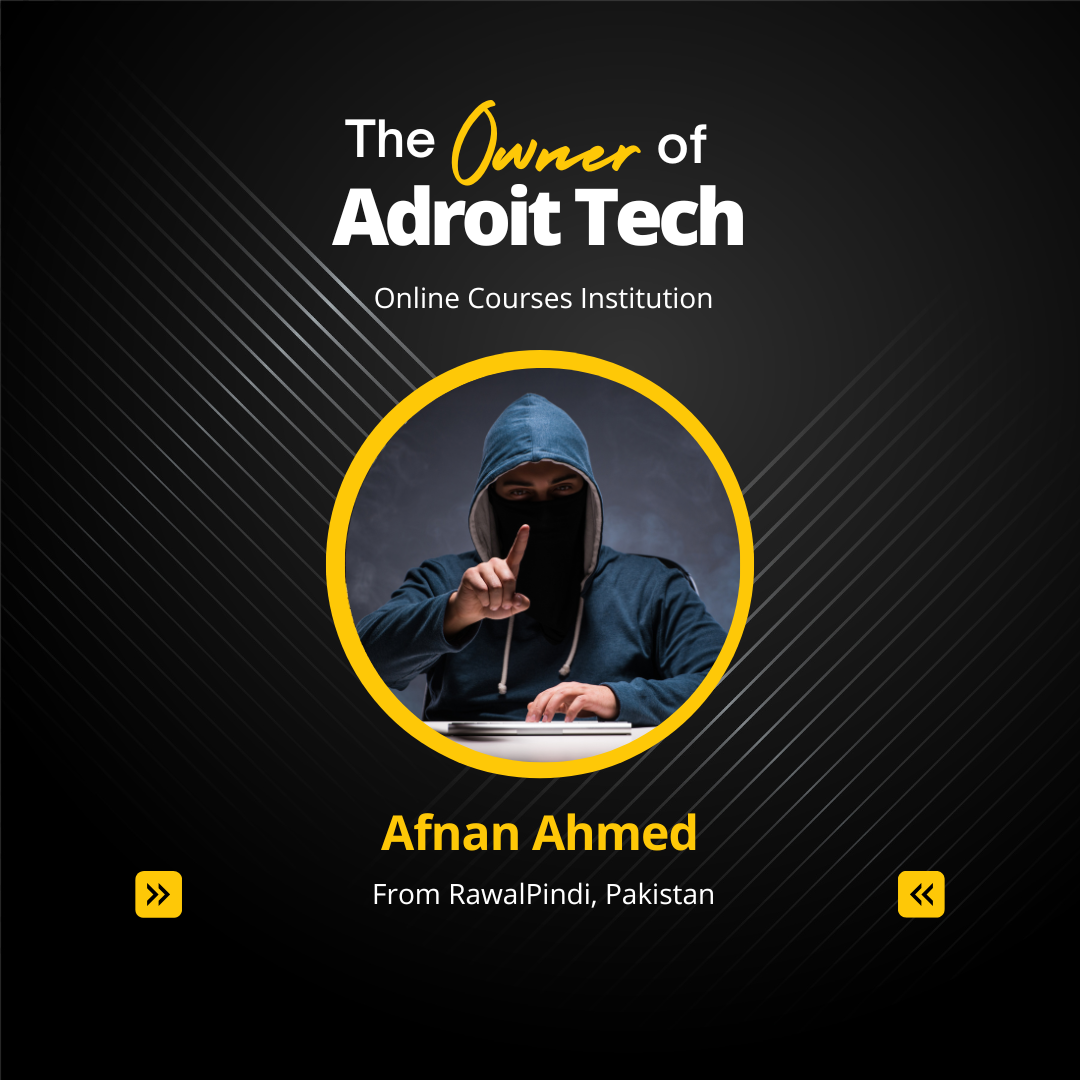 The Owner of
Adroit Tech
Online Courses Institution
Afnan Ahmed
From RawalPindi, Pakistan